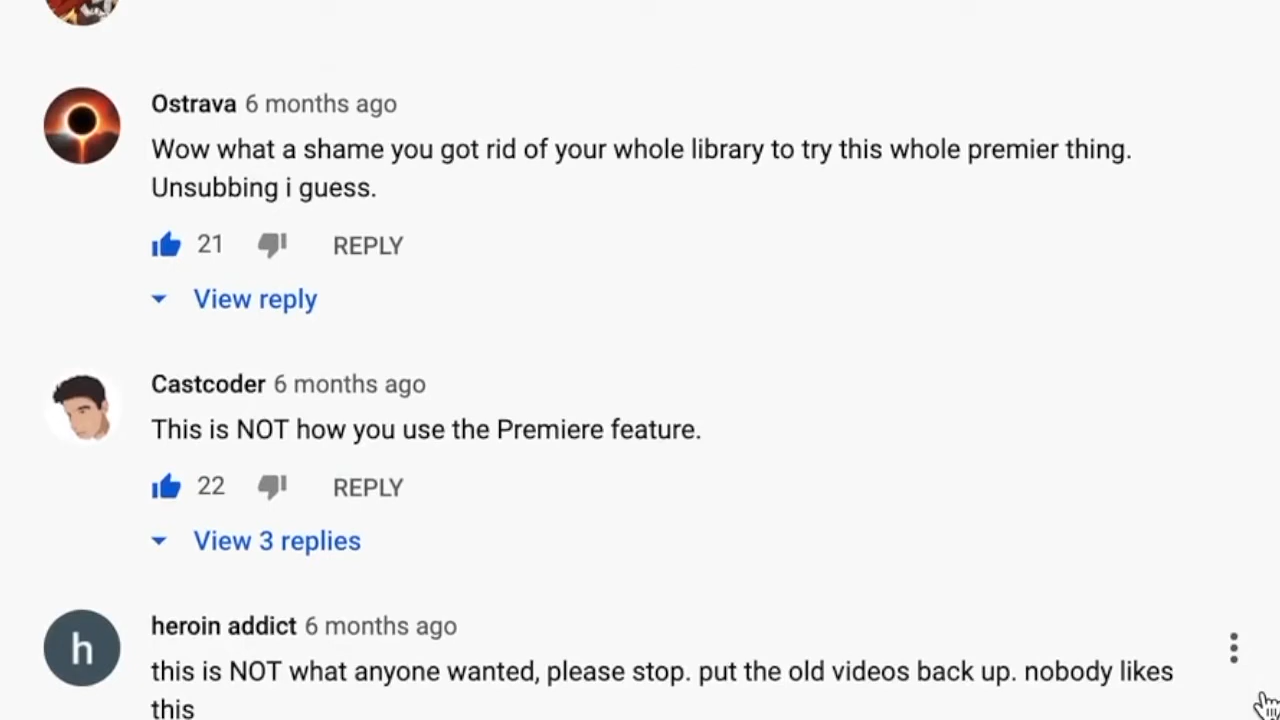 Ostrava 6 months ago
Wow what a shame you got rid of your whole library to try this whole premier thing.
Unsubbing i guess.
21 REPLY
View reply
Castcoder 6 months ago
This is NOT how you use the Premiere feature.
22 REPLY
View 3 replies
h
heroin addict 6 months ago
this is NOT what anyone wanted, please stop. put the old videos back up. nobody likes
this